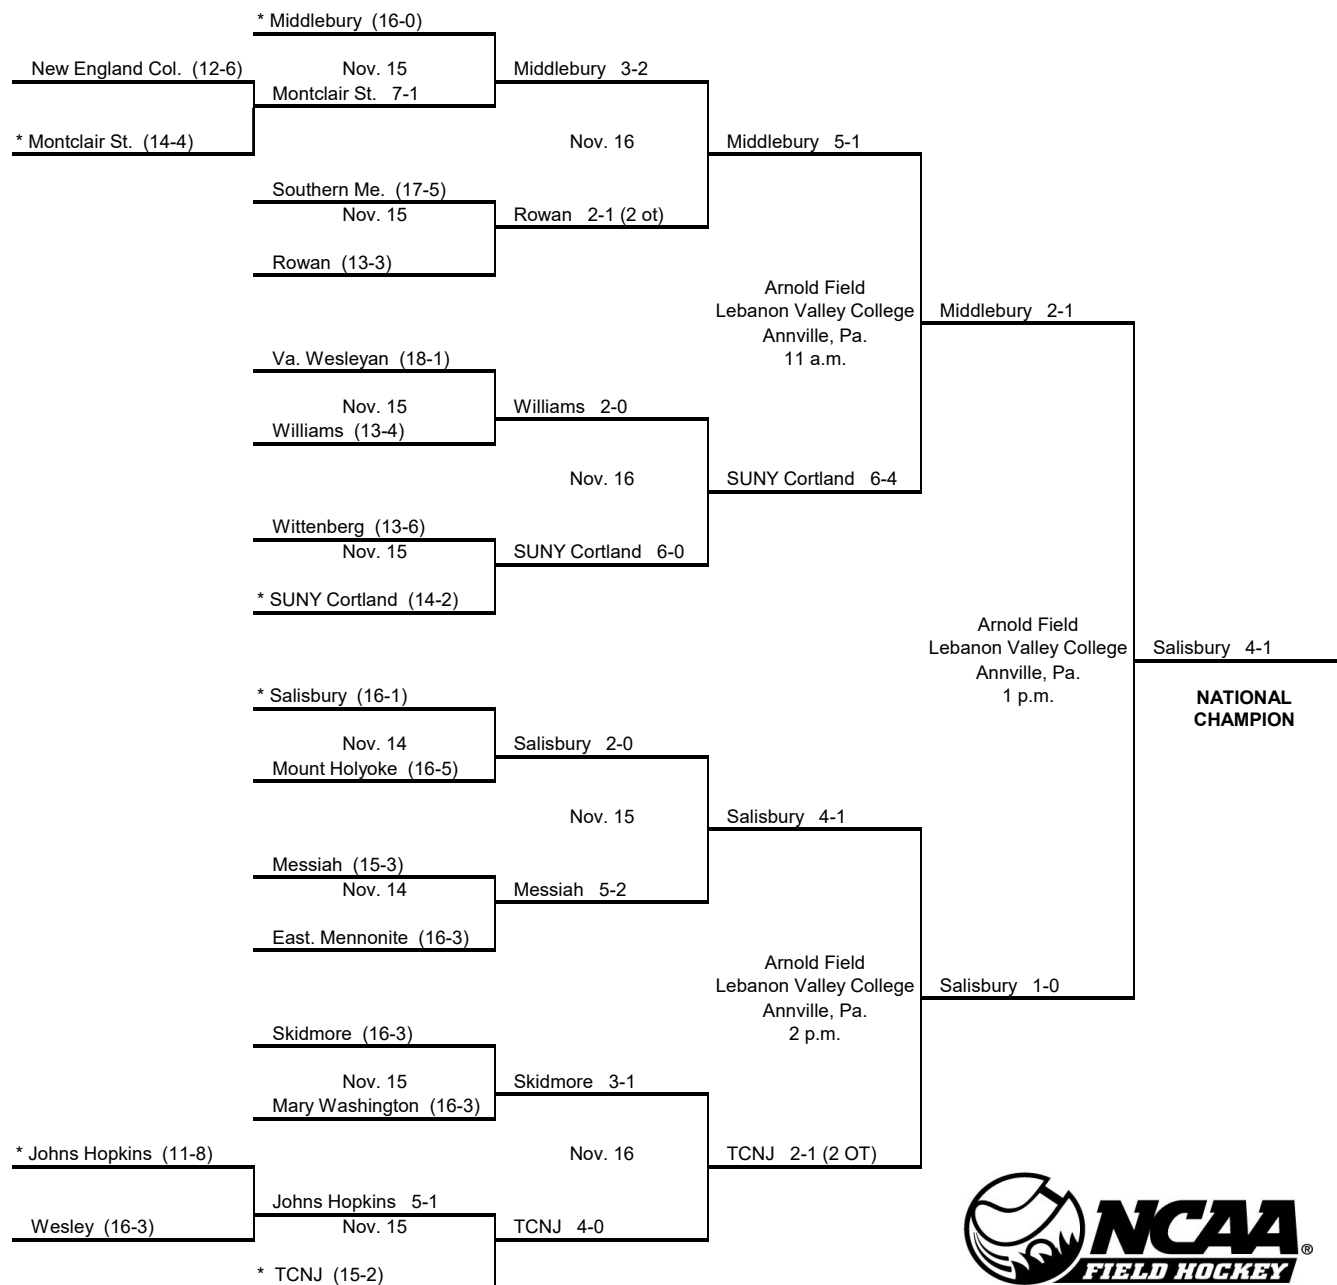 * Middlebury (16-0)
New England Col. (12-6)
Nov. 15
Middlebury 3-2
Montclair St. 7-1
* Montclair St. (14-4)
Nov. 16
Middlebury 5-1
Southern Me. (17-5)
Nov. 15
Rowan 2-1 (2 ot)
Rowan (13-3)
Arnold Field
Lebanon Valley College
Annville, Pa.
11 a.m.
Middlebury 2-1
Va. Wesleyan (18-1)
Nov. 15
Williams 2-0
Williams (13-4)
Nov. 16
SUNY Cortland 6-4
Wittenberg (13-6)
Nov. 15
SUNY Cortland 6-0
* SUNY Cortland (14-2)
Arnold Field
Lebanon Valley College
Annville, Pa.
1 p.m.
Salisbury 4-1
NATIONAL
CHAMPION
* Salisbury (16-1)
Nov. 14
Salisbury 2-0
Mount Holyoke (16-5)
Nov. 15
Salisbury 4-1
Messiah (15-3)
Nov. 14
Messiah 5-2
East. Mennonite (16-3)
Arnold Field
Lebanon Valley College
Annville, Pa.
2 p.m.
Salisbury 1-0
Skidmore (16-3)
Nov. 15
Skidmore 3-1
Mary Washington (16-3)
* Johns Hopkins (11-8)
Nov. 16
TCNJ 2-1 (2 OT)
Johns Hopkins 5-1
Wesley (16-3)
Nov. 15
TCNJ 4-0
* TCNJ (15-2)
NCAA®
FIELD HOCKEY